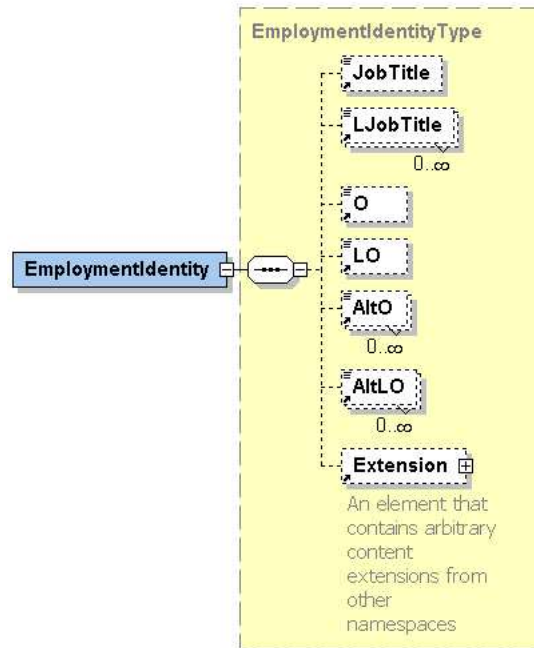 EmploymentIdentityType
JobTitle
LJobTitle
0..∞
O
LO
EmploymentIdentity
AltO
0..∞
AltLO
0..∞
Extension
An element that
contains arbitrary
content
extensions from
other
namespaces